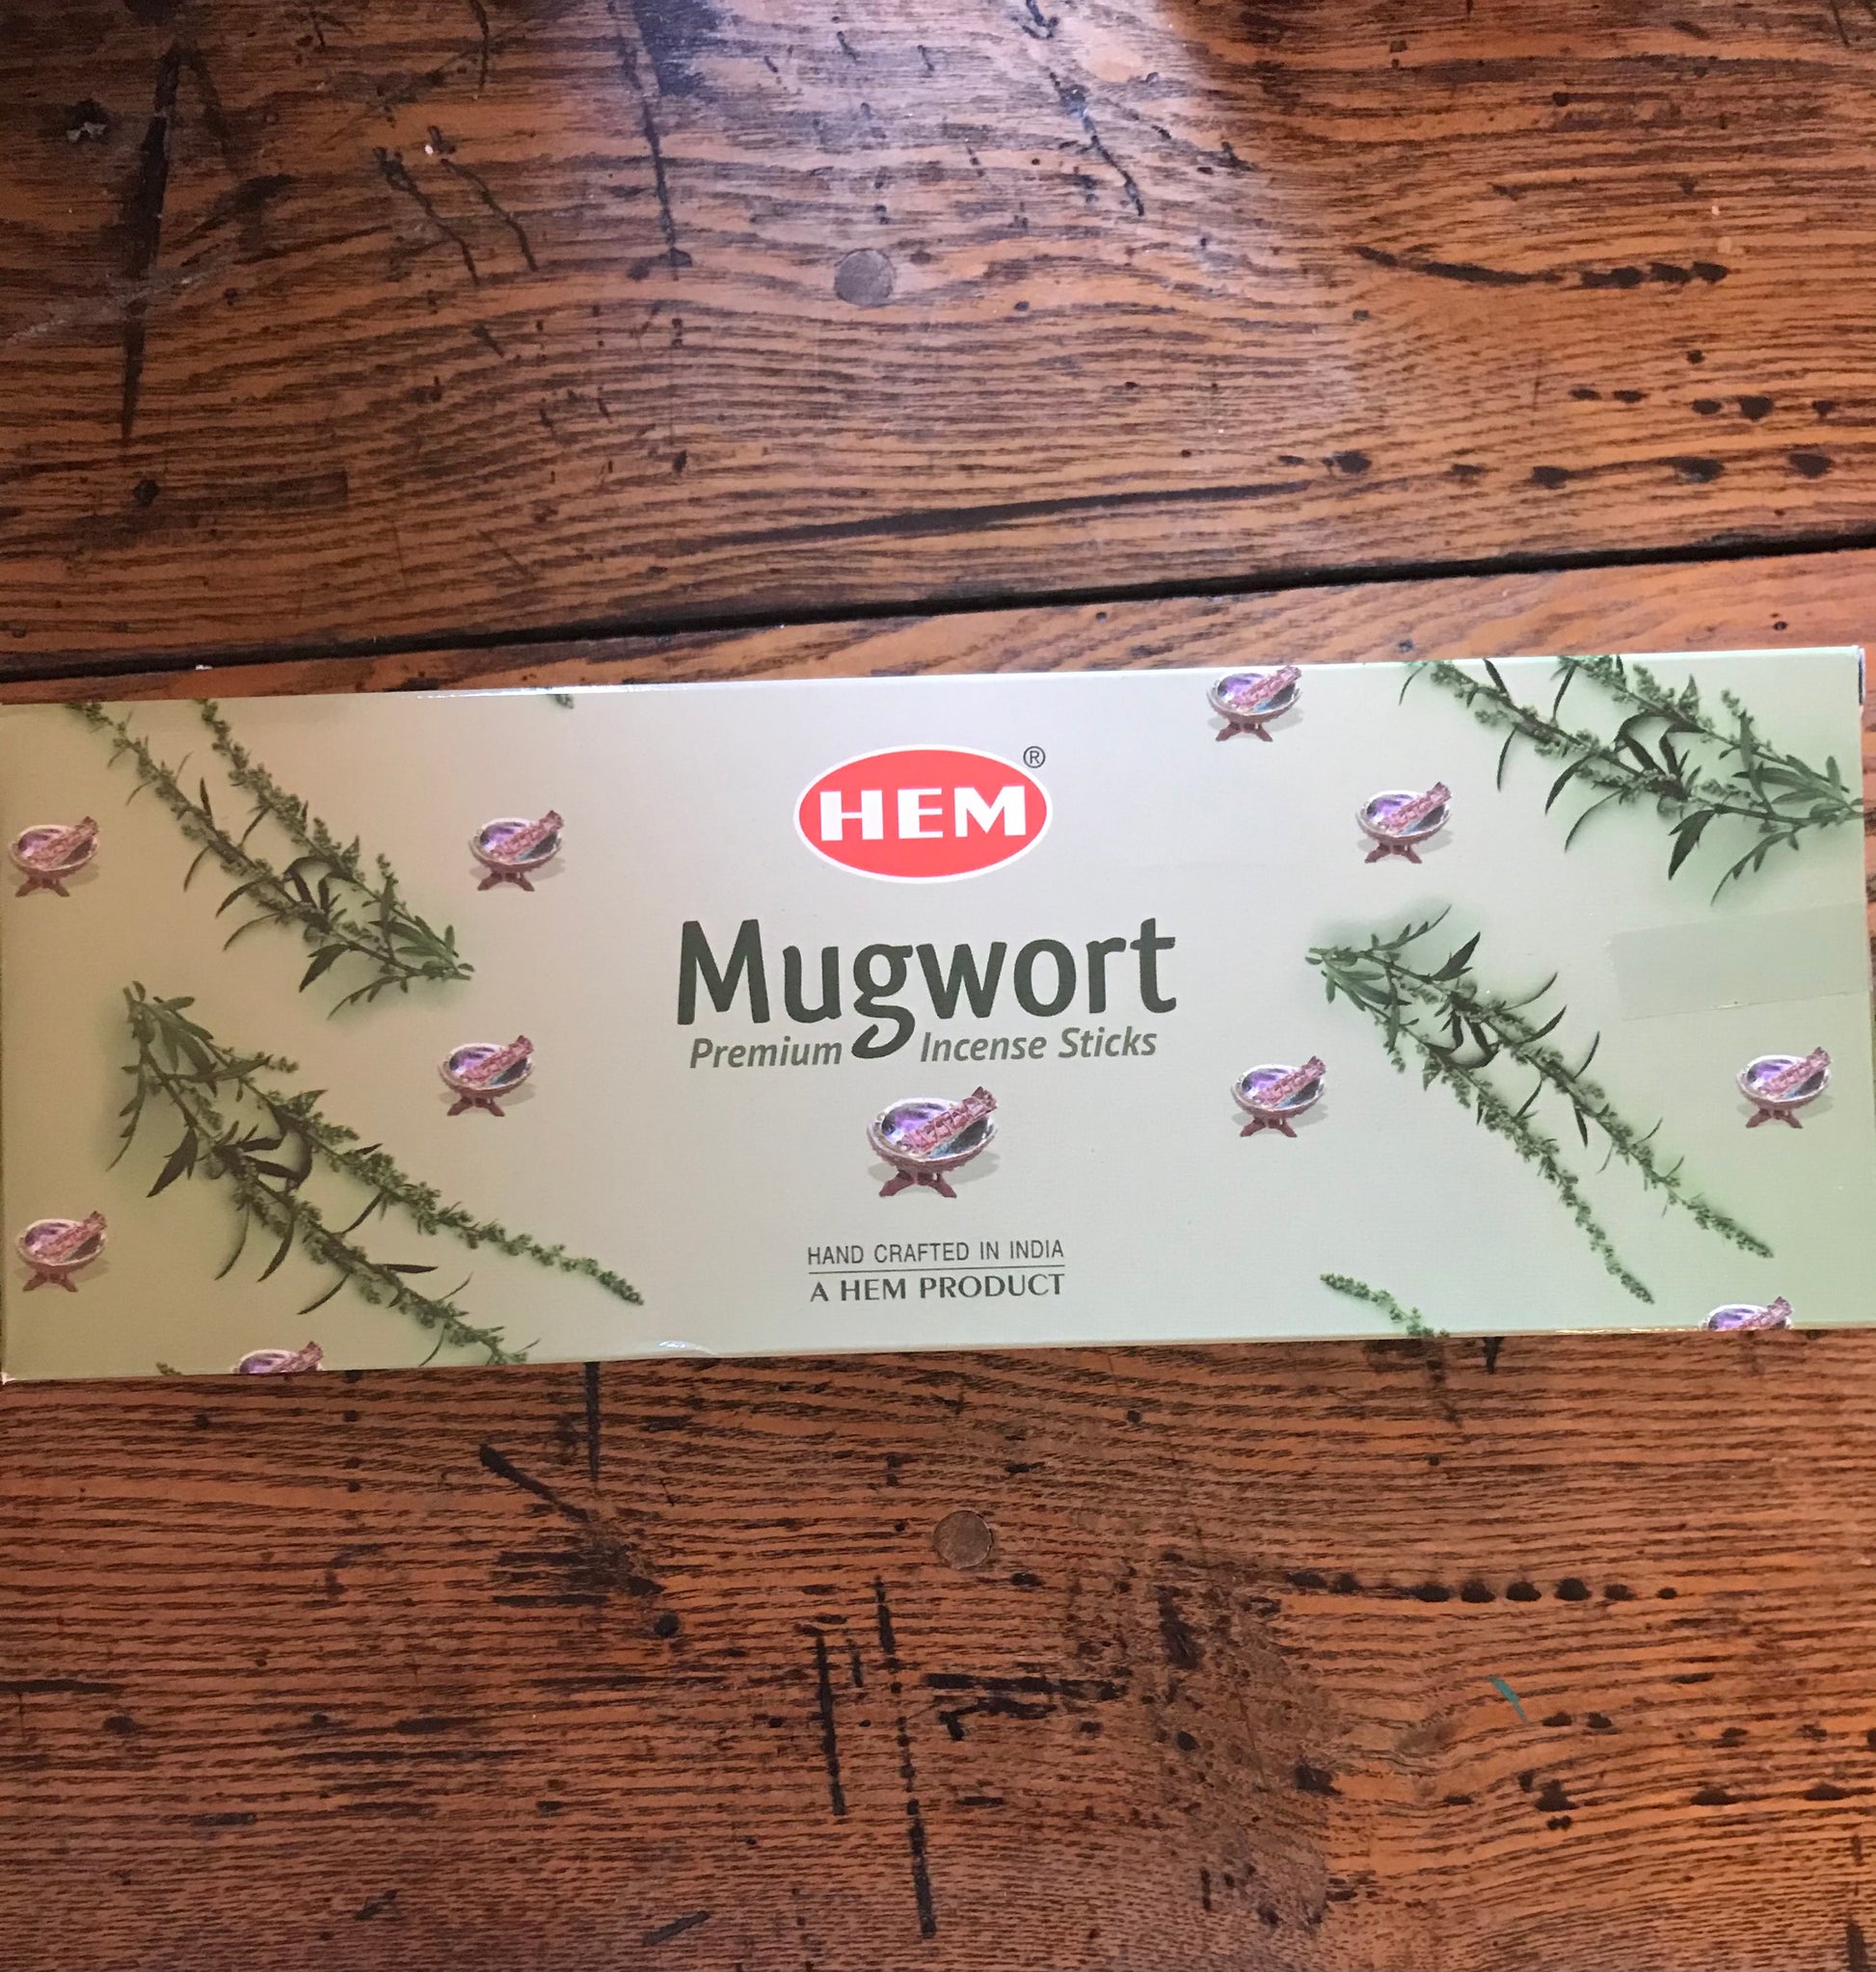 HEM®
Mugwort
Premium Incense Sticks
HAND CRAFTED IN INDIA
A HEM PRODUCT